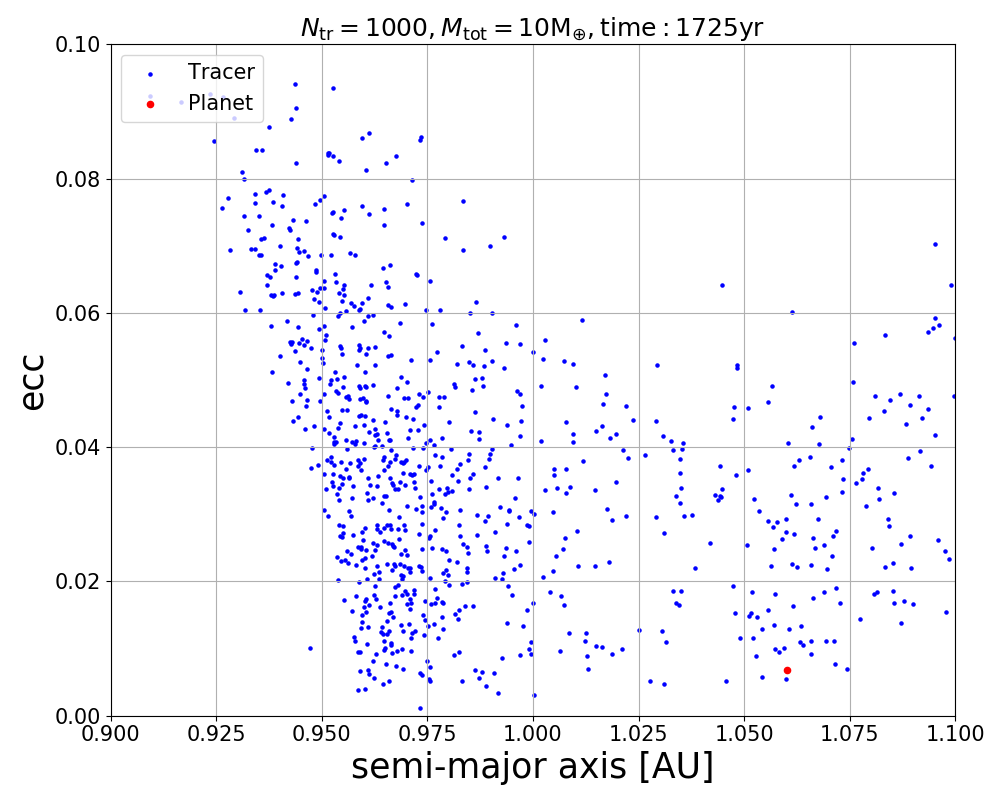 N_tr = 1000, M_tot = 10M_⊕, time : 1725yr
0.10
Tracer
Planet
0.08
0.06
ecc
0.04
0.02
0.00
0.900 0.925 0.950 0.975 1.000 1.025 1.050 1.075 1.100
semi-major axis [AU]